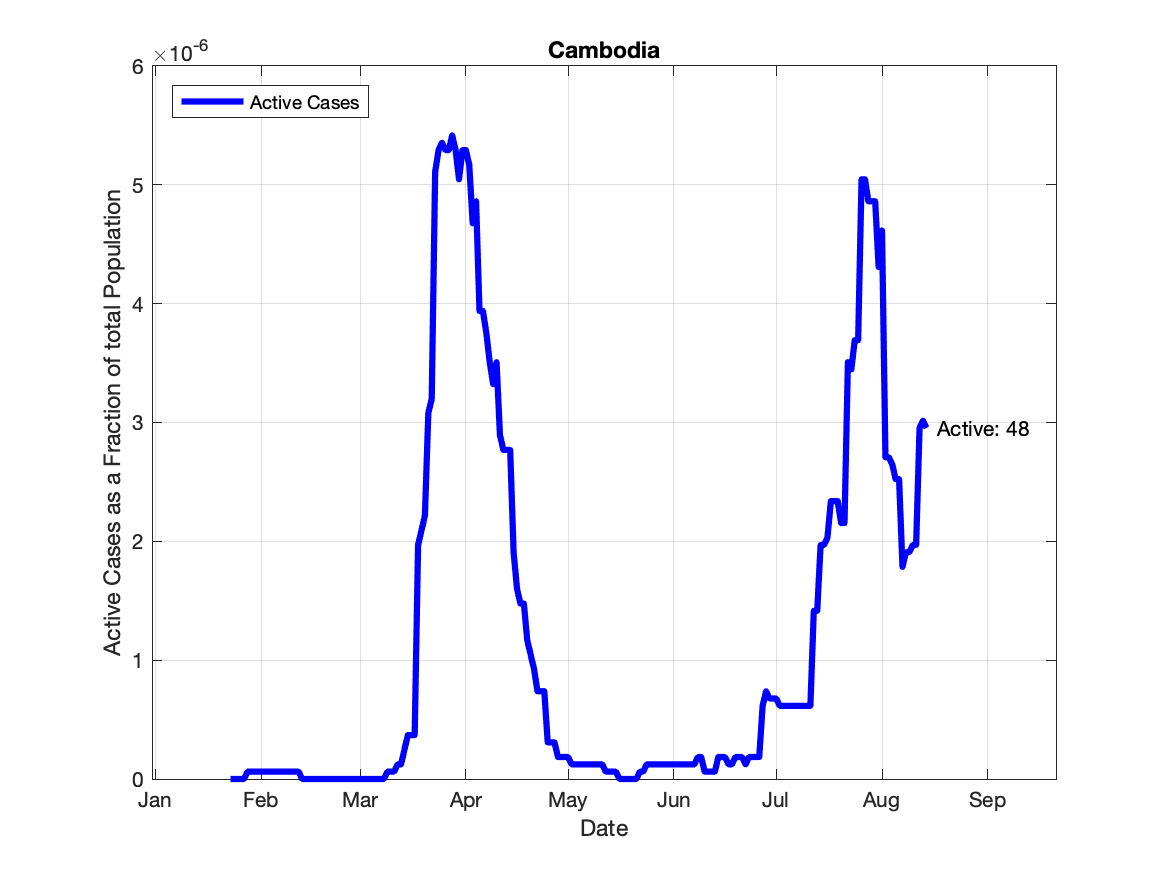 Cambodia
×10-6
Active Cases
6
5
4
3
2
1
0
Active Cases as a Fraction of total Population
Active: 48
Jan Feb Mar Apr May Jun Jul Aug Sep
Date